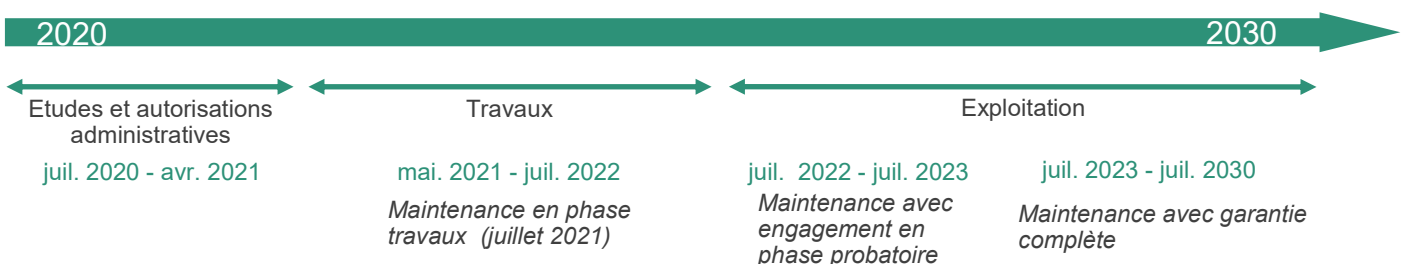 2020
2030
Etudes et autorisations
administratives
juil. 2020 - avr. 2021
Travaux
mai. 2021 - juil. 2022
Maintenance en phase
travaux (juillet 2021)
Exploitation
juil. 2022 - juil. 2023
Maintenance avec
engagement en
phase probatoire
juil. 2023 - juil. 2030
Maintenance avec garantie
complète